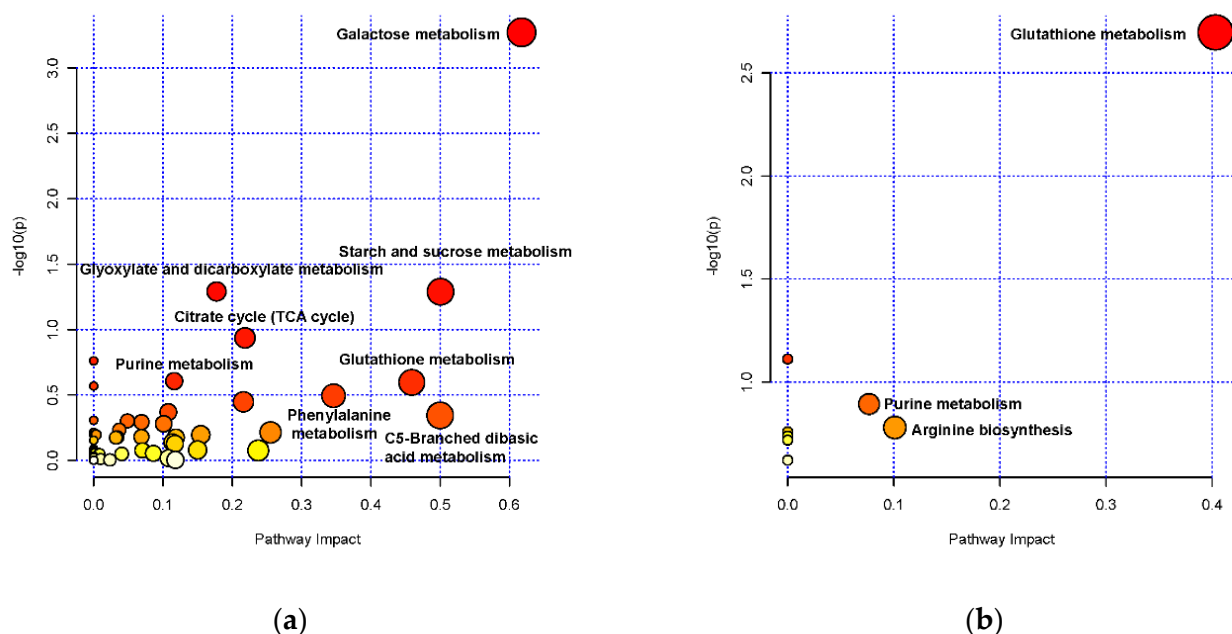 Galactose metabolism
3.0
2.5
2.0
1.5
1.0
0.5
0.0
-log10(p)
Starch and sucrose metabolism
Glyoxylate and dicarboxylate metabolism
Citrate cycle (TCA cycle)
Purine metabolism
Glutathione metabolism
Phenylalanine
metabolism
C5-Branched dibasic
acid metabolism
0.0 0.1 0.2 0.3 0.4 0.5 0.6
Pathway Impact
(a)
Glutathione metabolism
2.5
2.0
1.5
1.0
-log10(p)
Purine metabolism
Arginine biosynthesis
0.0 0.1 0.2 0.3 0.4
Pathway Impact
(b)